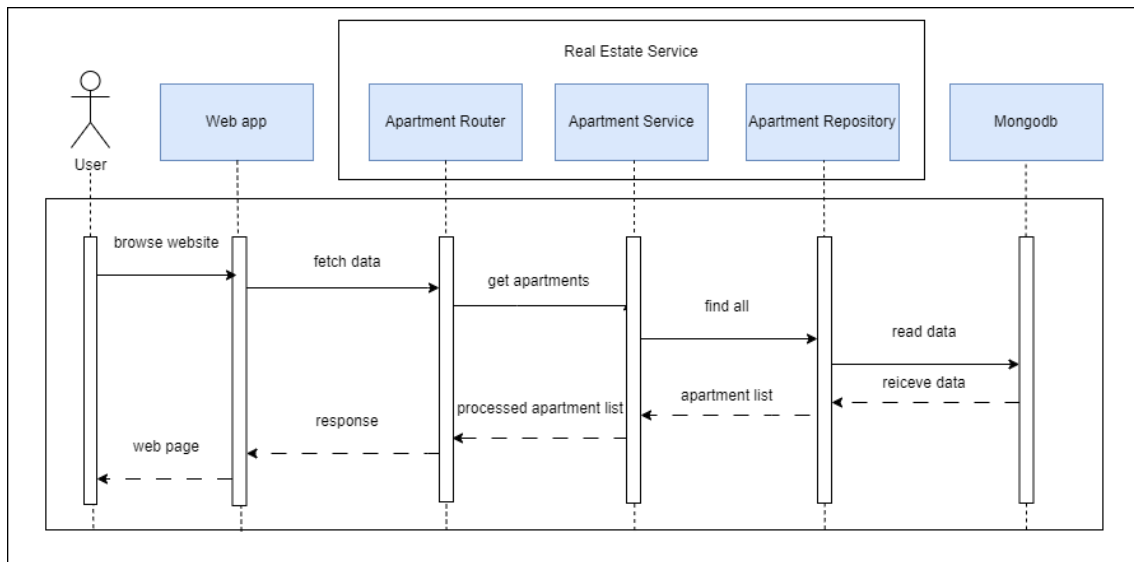 Real Estate Service
User
Web app
Apartment Router
Apartment Service
Apartment Repository
Mongodb
browse website
fetch data
get apartments
find all
read data
reiceve data
apartment list
processed apartment list
response
web page